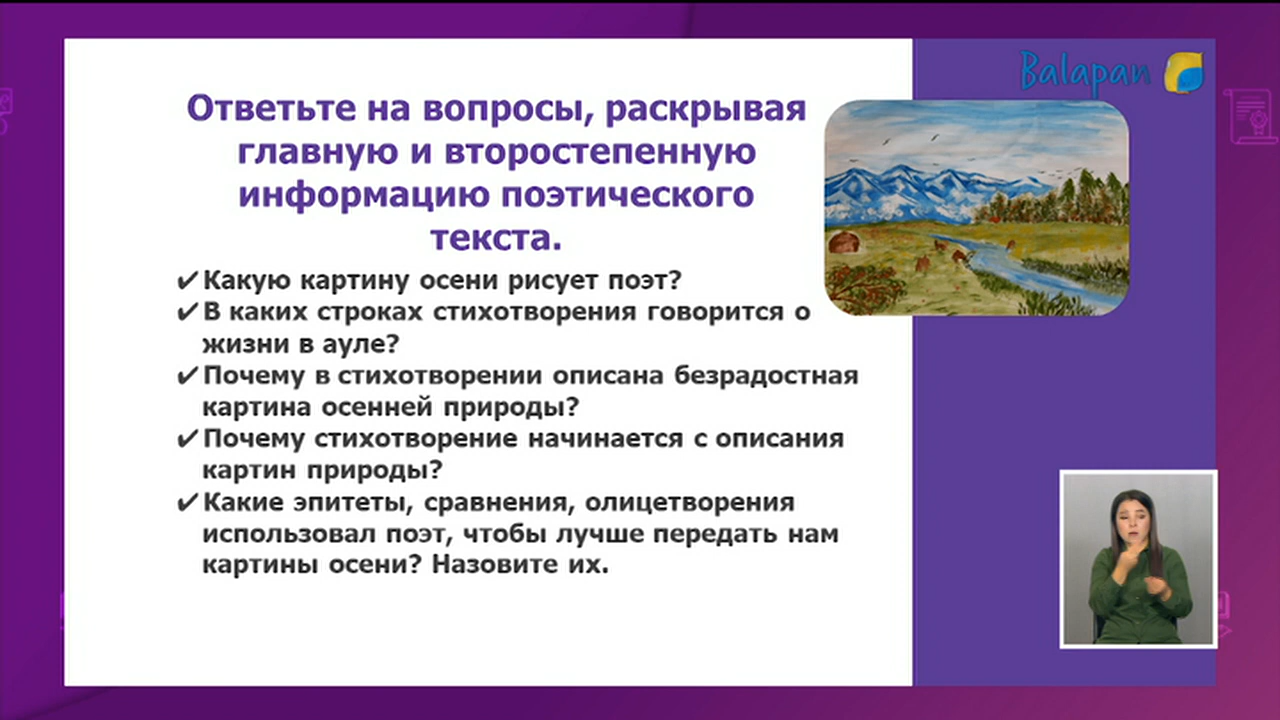 Balapan
Ответьте на вопросы, раскрывая
главную и второстепенную
информацию поэтического
текста.
✔Какую картину осени рисует поэт?
✔В каких строках стихотворения говорится о
жизни в ауле?
✔Почему в стихотворении описана безрадостная
картина осенней природы?
✔Почему стихотворение начинается с описания
картин природы?
✔Какие эпитеты, сравнения, олицетворения
использовал поэт, чтобы лучше передать нам
картины осени? Назовите их.